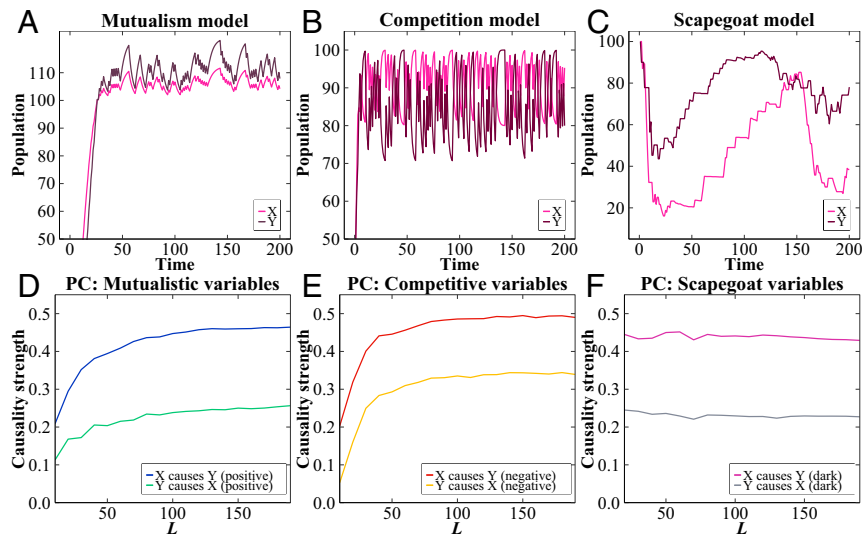 A
Mutualism model
Population
110
100
90
80
70
60
50
0
50
100
150
200
Time
X
Y
B
Competition model
Population
100
90
80
70
60
50
0
50
100
150
200
Time
X
Y
C
Scapegoat model
Population
100
80
60
40
20
0
50
100
150
200
Time
X
Y
D
PC: Mutualistic variables
Causality strength
0.5
0.4
0.3
0.2
0.1
0.0
50
100
150
L
X causes Y (positive)
Y causes X (positive)
E
PC: Competitive variables
Causality strength
0.5
0.4
0.3
0.2
0.1
0.0
50
100
150
L
X causes Y (negative)
Y causes X (negative)
F
PC: Scapegoat variables
Causality strength
0.5
0.4
0.3
0.2
0.1
0.0
50
100
150
L
X causes Y (dark)
Y causes X (dark)